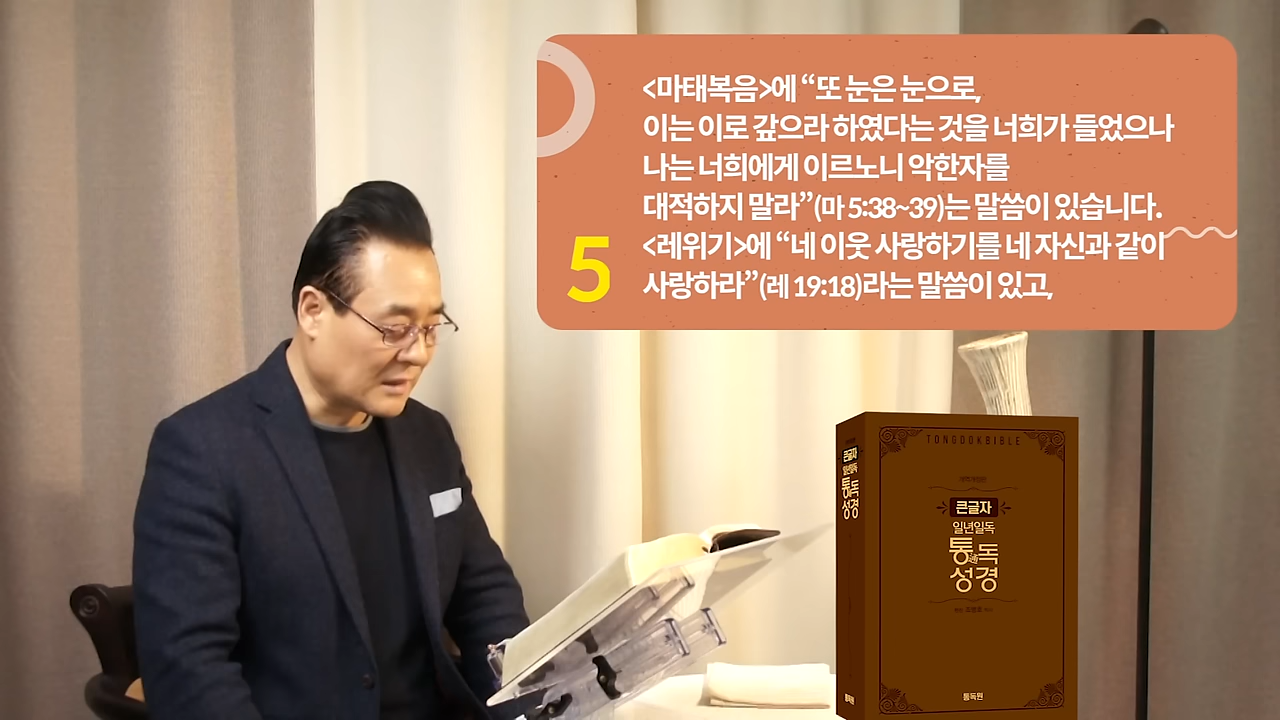 <마태복음>에 “또 눈은 눈으로,
이는 이로 갚으라 하였다는 것을 너희가 들었으나
나는 너희에게 이르노니 악한자를
대적하지 말라”(마 5:38~39)는 말씀이 있습니다.
5
<레위기>에 “네 이웃 사랑하기를 네 자신과 같이
사랑하라”(레 19:18)라는 말씀이 있고,
큰글자
일년일독
통독
성경
통독원
TONGDOKBIBLE
큰글자
일년일독
통독
성경
통독원